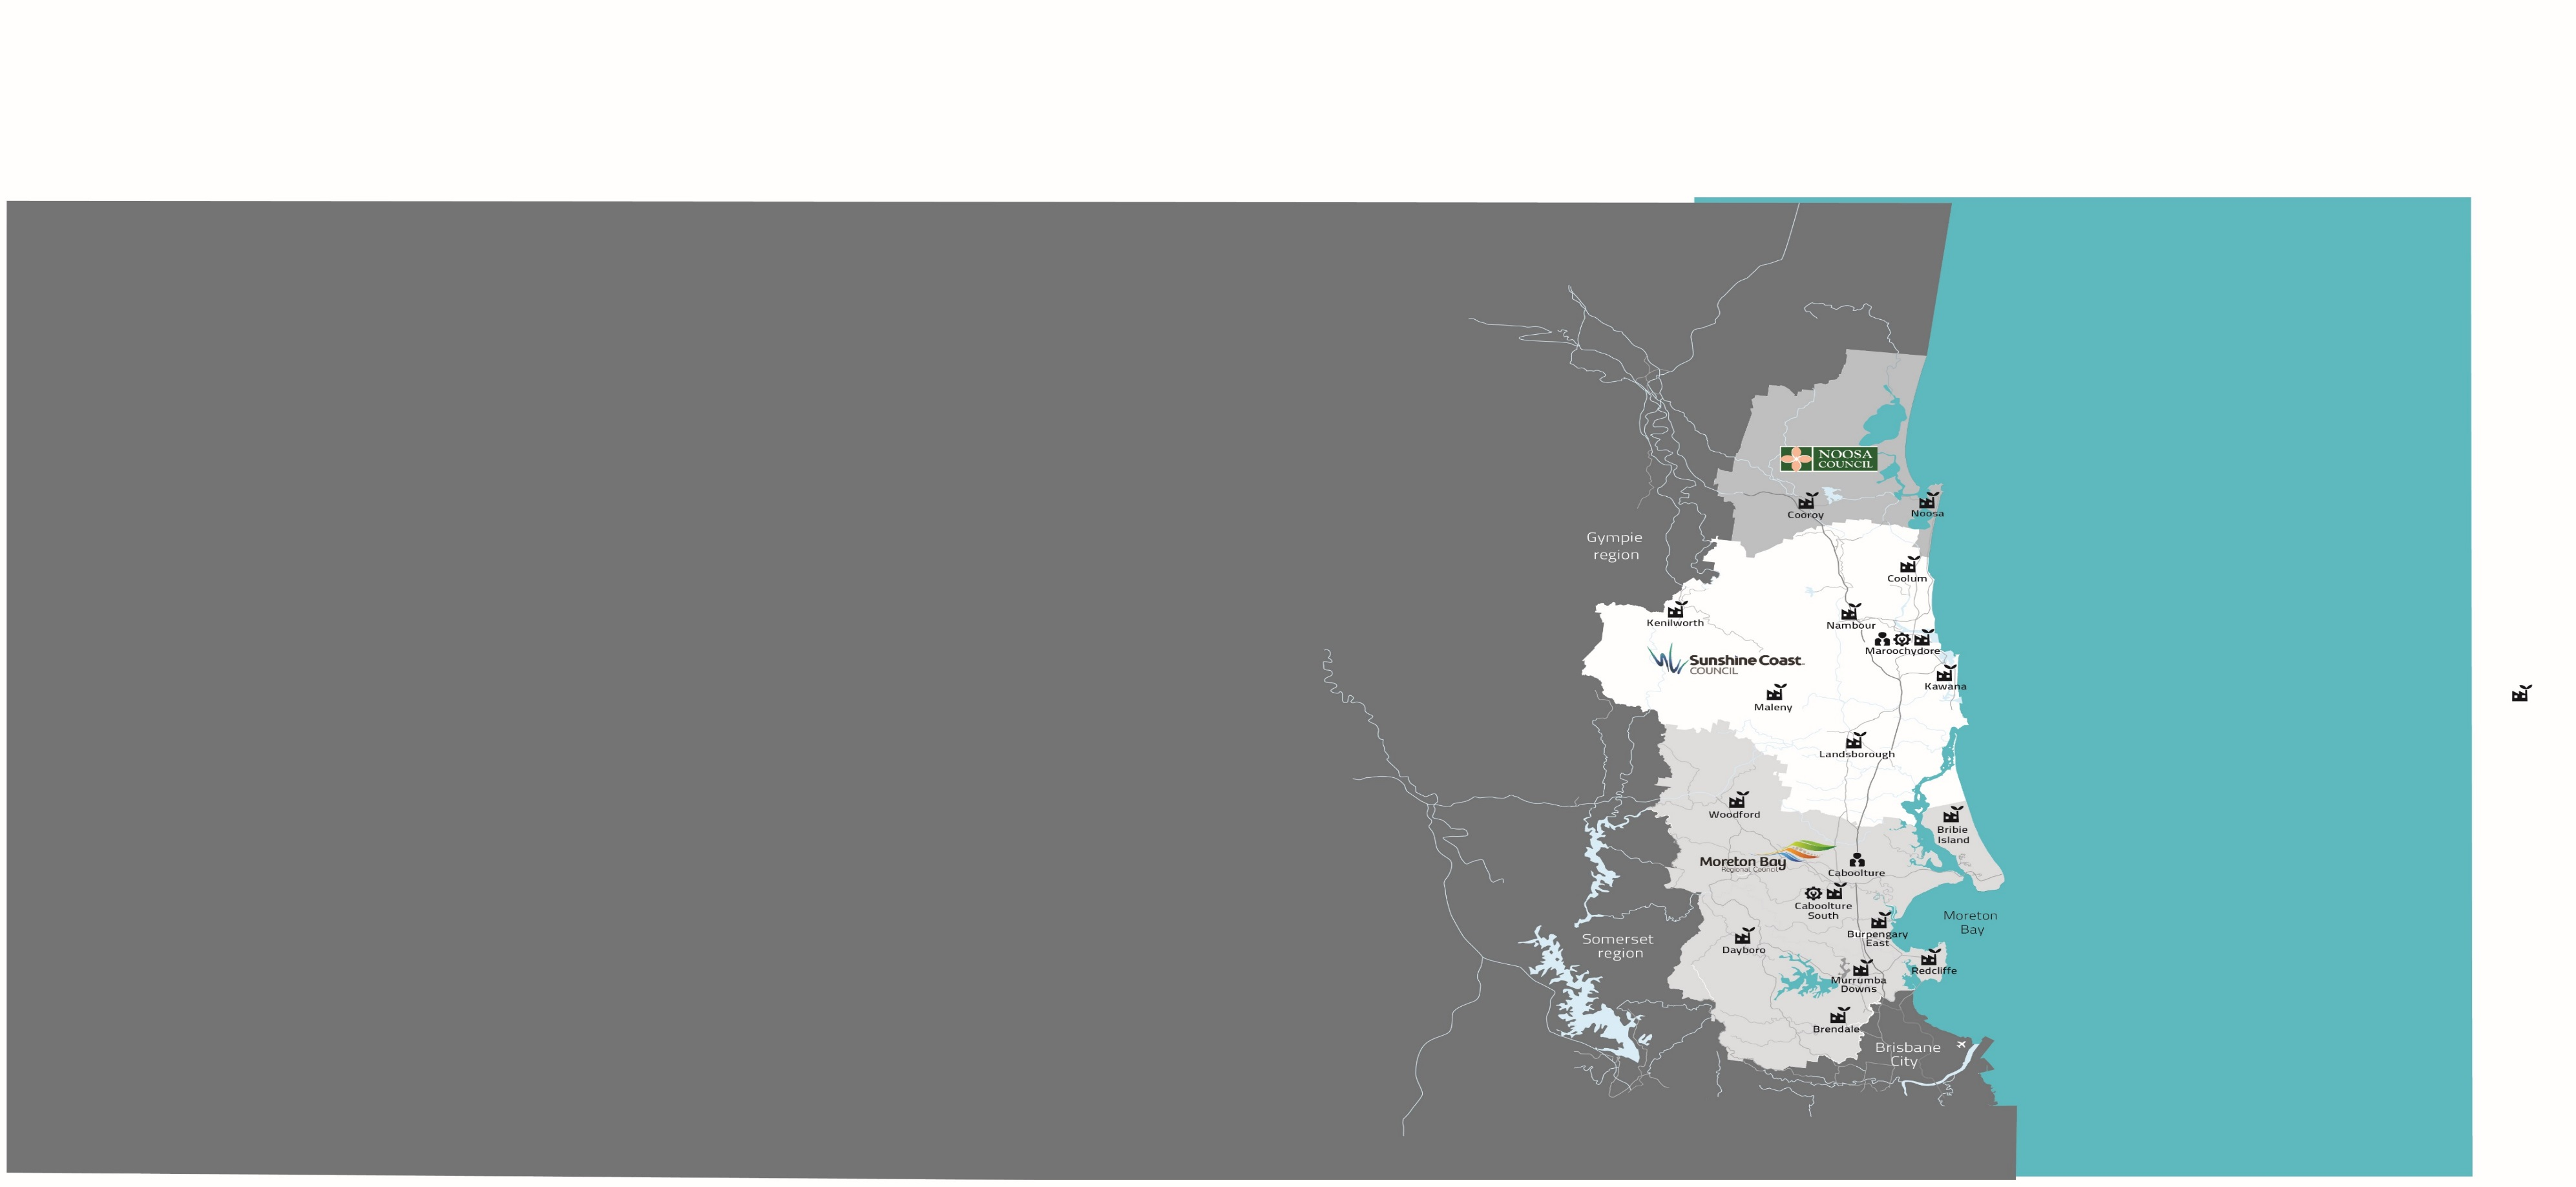 NOOSA
COUNCIL
Cooroy
Noosa
Gympie
region
Coolum
Kenilworth
Nambour
Maroochydore
Sunshine Coast
COUNCIL
Kawana
Maleny
Landsborough
Woodford
Bribie
Island
Moreton Bay
Regional Council
Caboolture
Caboolture
South
Moreton
Bay
Burpengary
East
Somerset
region
Dayboro
Redcliffe
Murrumba
Downs
Brendale
Brisbane
City